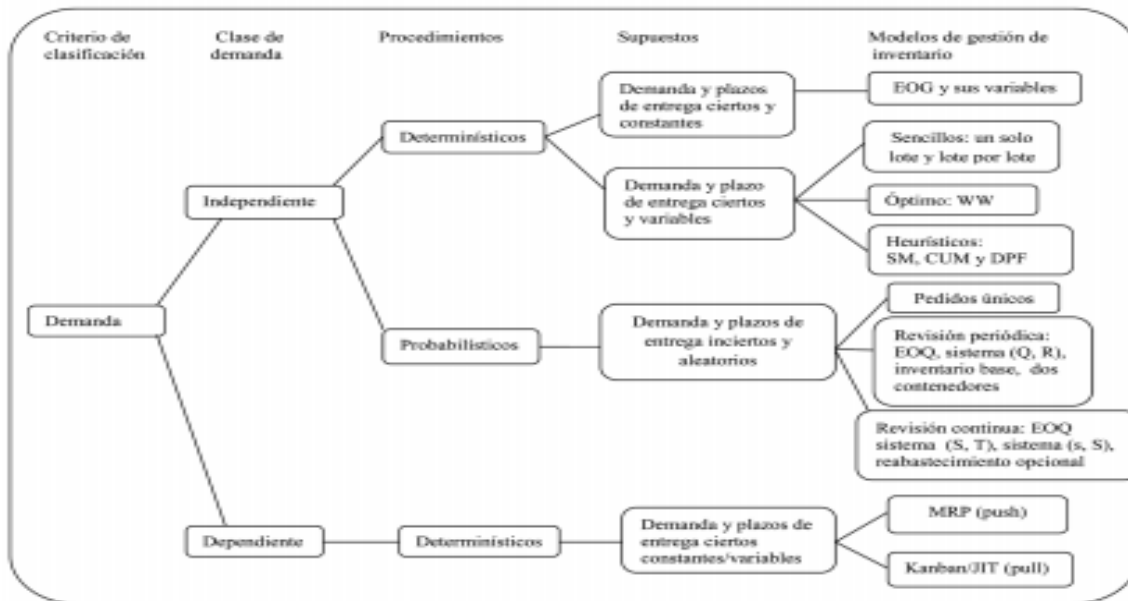 Criterio de
clasificación
Clase de
demanda
Procedimientos
Supuestos
Modelos de gestión de
inventario
Demanda
Independiente
Determinísticos
Demanda y plazos
de entrega ciertos y
constantes
EOG y sus variables
Demanda y plazo
de entrega ciertos
y variables
Sencillos: un solo
lote y lote por lote
Óptimo: WW
Heurísticos:
SM, CUM y DPF
Probabilísticos
Demanda y plazos de
entrega inciertos y
aleatorios
Pedidos únicos
Revisión periódica:
EOQ, sistema (Q, R),
inventario base, dos
contenedores
Revisión continua: EOQ
sistema (S, T), sistema (s, S),
reabastecimiento opcional
Dependiente
Determinísticos
Demanda y plazos de
entrega ciertos
constantes/variables
MRP (push)
Kanban/JIT (pull)